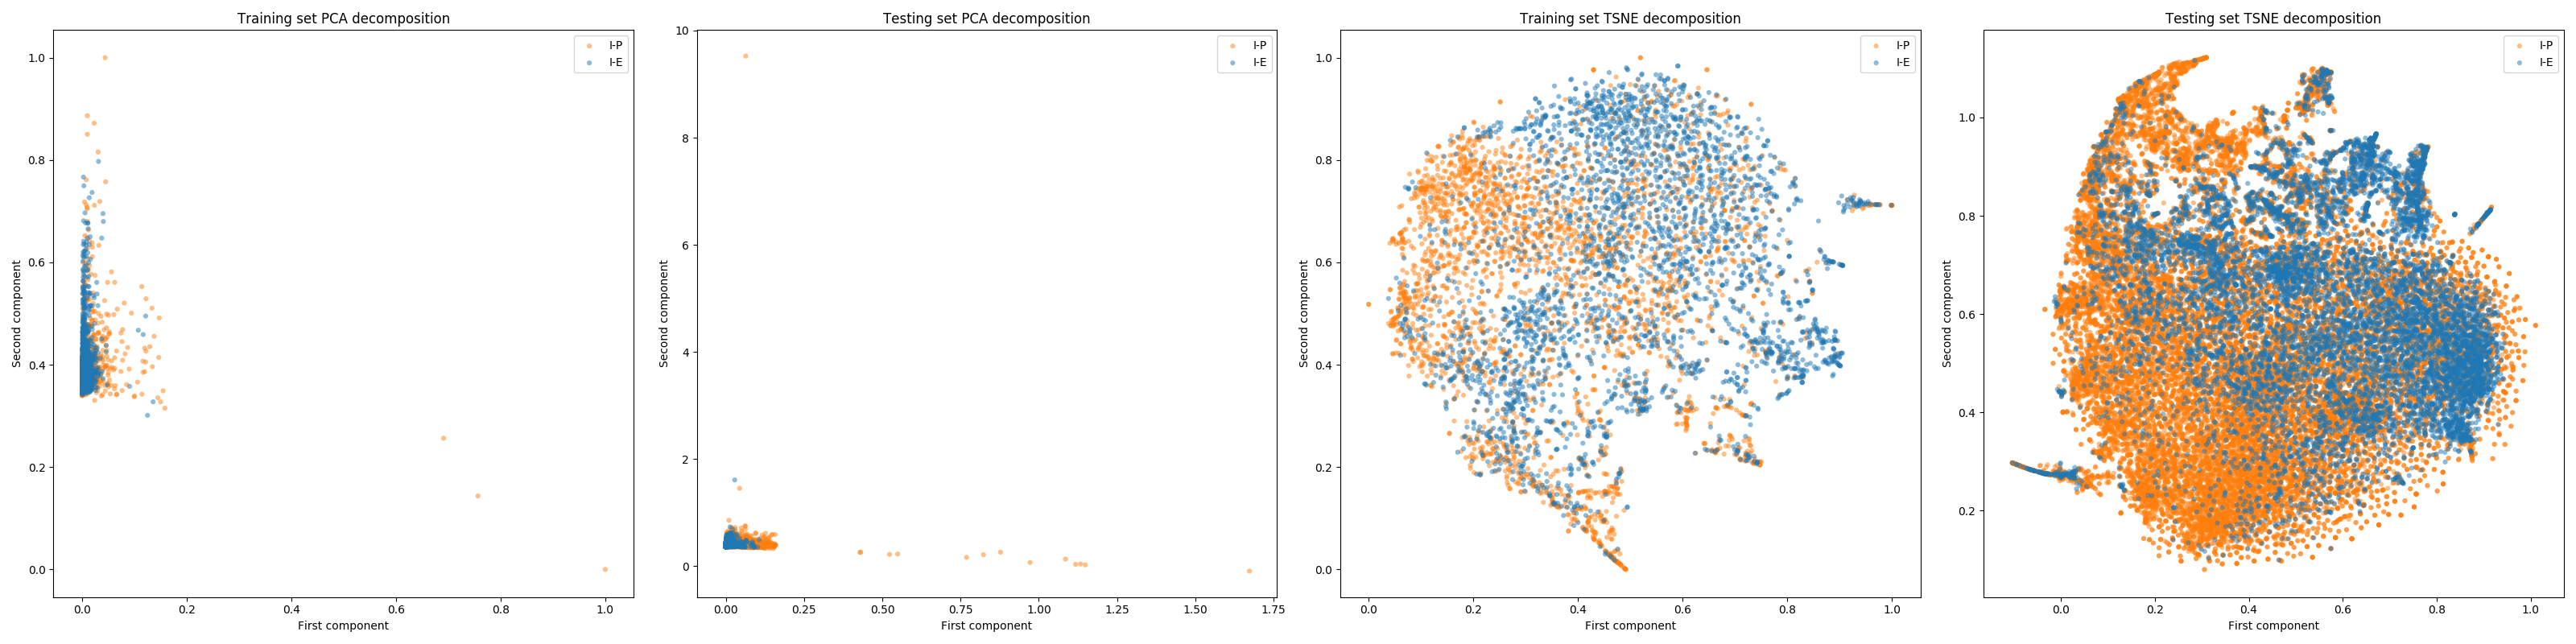 Training set PCA decomposition
I-P
I-E
1.0
0.8
0.6
0.4
0.2
0.0
Second component
0.0 0.2 0.4 0.6 0.8 1.0
First component
Testing set PCA decomposition
I-P
I-E
10
8
6
4
2
0
Second component
0.00 0.25 0.50 0.75 1.00 1.25 1.50 1.75
First component
Training set TSNE decomposition
I-P
I-E
1.0
0.8
0.6
0.4
0.2
0.0
Second component
0.0 0.2 0.4 0.6 0.8 1.0
First component
Testing set TSNE decomposition
I-P
I-E
1.0
0.8
0.6
0.4
0.2
Second component
0.0 0.2 0.4 0.6 0.8 1.0
First component